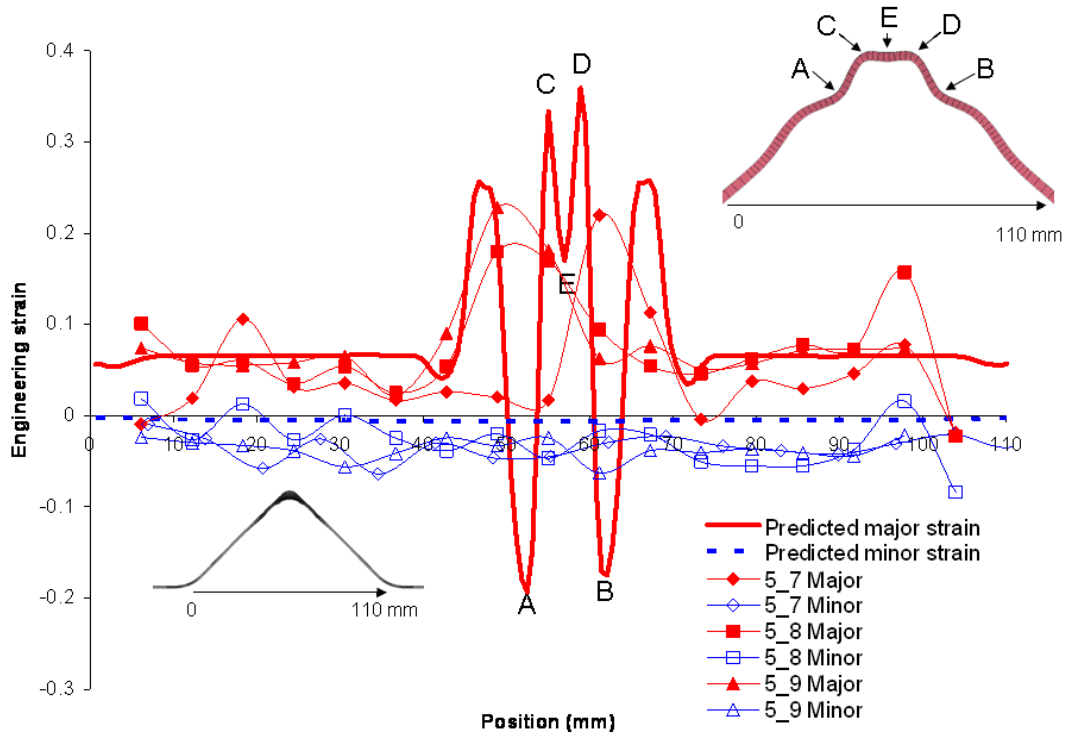 0.4
0.3
0.2
0.1
0
-0.1
-0.2
-0.3
Engineering strain
0 10 20 30 40 50 60 70 80 90 100 110
Position (mm)
C
D
E
A
B
C
E
D
A
B
0
110 mm
0
110 mm
Predicted major strain
Predicted minor strain
5_7 Major
5_7 Minor
5_8 Major
5_8 Minor
5_9 Major
5_9 Minor